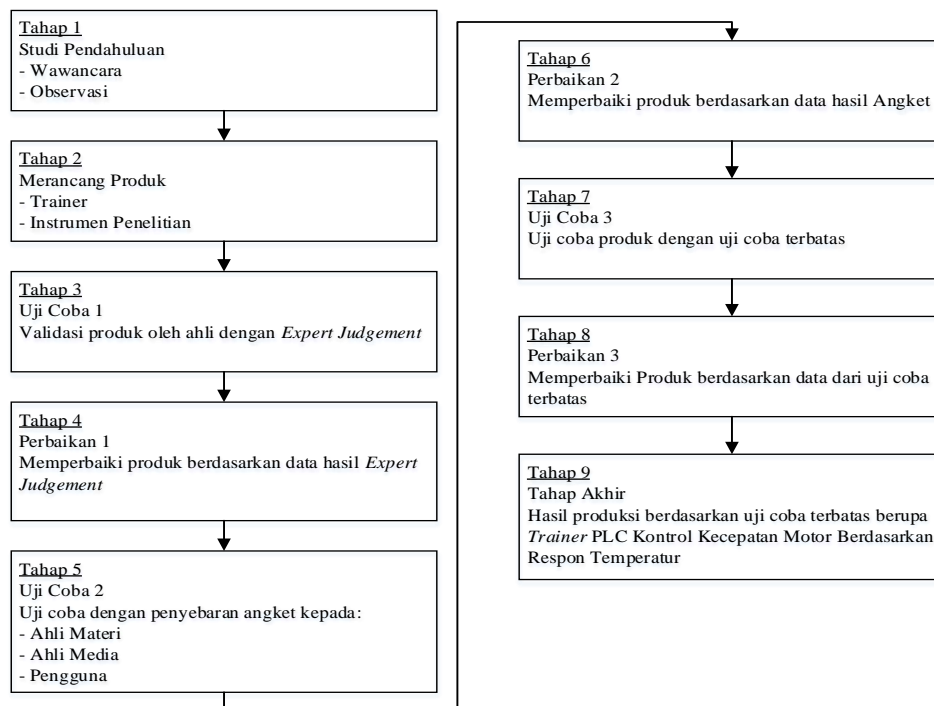 Tahap 1
Studi Pendahuluan
- Wawancara
- Observasi
Tahap 2
Merancang Produk
- Trainer
- Instrumen Penelitian
Tahap 3
Uji Coba 1
Validasi produk oleh ahli dengan Expert Judgement
Tahap 4
Perbaikan 1
Memperbaiki produk berdasarkan data hasil Expert
Judgement
Tahap 5
Uji Coba 2
Uji coba dengan penyebaran angket kepada:
- Ahli Materi
- Ahli Media
- Pengguna
Tahap 6
Perbaikan 2
Memperbaiki produk berdasarkan data hasil Angket
Tahap 7
Uji Coba 3
Uji coba produk dengan uji coba terbatas
Tahap 8
Perbaikan 3
Memperbaiki Produk berdasarkan data dari uji coba
terbatas
Tahap 9
Tahap Akhir
Hasil produksi berdasarkan uji coba terbatas berupa
Trainer PLC Kontrol Kecepatan Motor Berdasarkan
Respon Temperatur